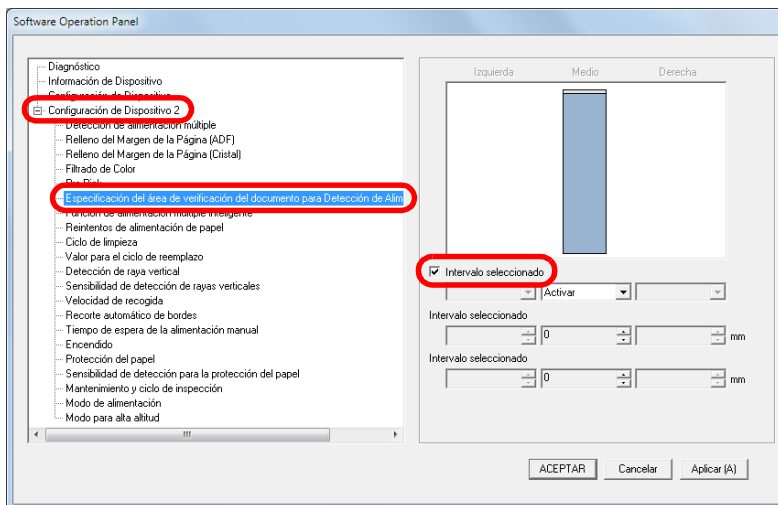 Software Operation Panel
Diagnóstico
Información de Dispositivo
Configuración de Dispositivo
Configuración de Dispositivo 2
Detección de alimentación múltiple
Relleno del Margen de la Página (ADF)
Relleno del Margen de la Página (Cristal)
Filtrado de Color
Pre Pick
Especificación del área de verificación del documento para Detección de Alim
Función de alimentación múltiple inteligente
Reintentos de alimentación de papel
Ciclo de limpieza
Valor para el ciclo de reemplazo
Detección de raya vertical
Sensibilidad de detección de rayas verticales
Velocidad de recogida
Recorte automático de bordes
Tiempo de espera de la alimentación manual
Encendido
Protección del papel
Sensibilidad de detección para la protección del papel
Mantenimiento y ciclo de inspección
Modo de alimentación
Modo para alta altitud
Izquierda Medio Derecha
Intervalo seleccionado
Activar
Intervalo seleccionado
0 mm
Intervalo seleccionado
0 mm
ACEPTAR Cancelar Aplicar (A)